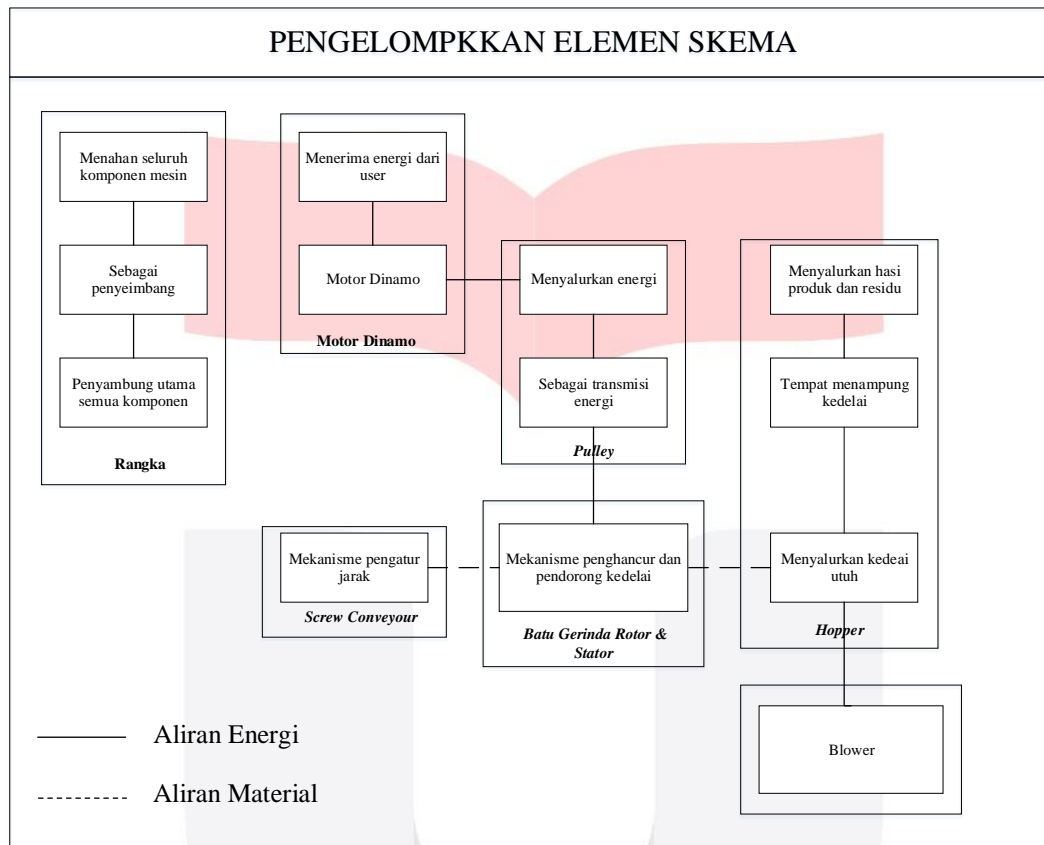 PENGELOMPKKAN ELEMEN SKEMA
Menahan seluruh
komponen mesin
Sebagai
penyeimbang
Penyambung utama
semua komponen
Rangka
Menerima energi dari
user
Motor Dinamo
Motor Dinamo
Menyalurkan energi
Sebagai transmisi
energi
Pulley
Menyalurkan hasi
produk dan residu
Tempat menampung
kedelai
Menyalurkan kedeai
utuh
Hopper
Mekanisme pengatur
jarak
Screw Conveyour
Mekanisme penghancur dan
pendorong kedelai
Batu Gerinda Rotor &
Stator
Blower
Aliran Energi
Aliran Material